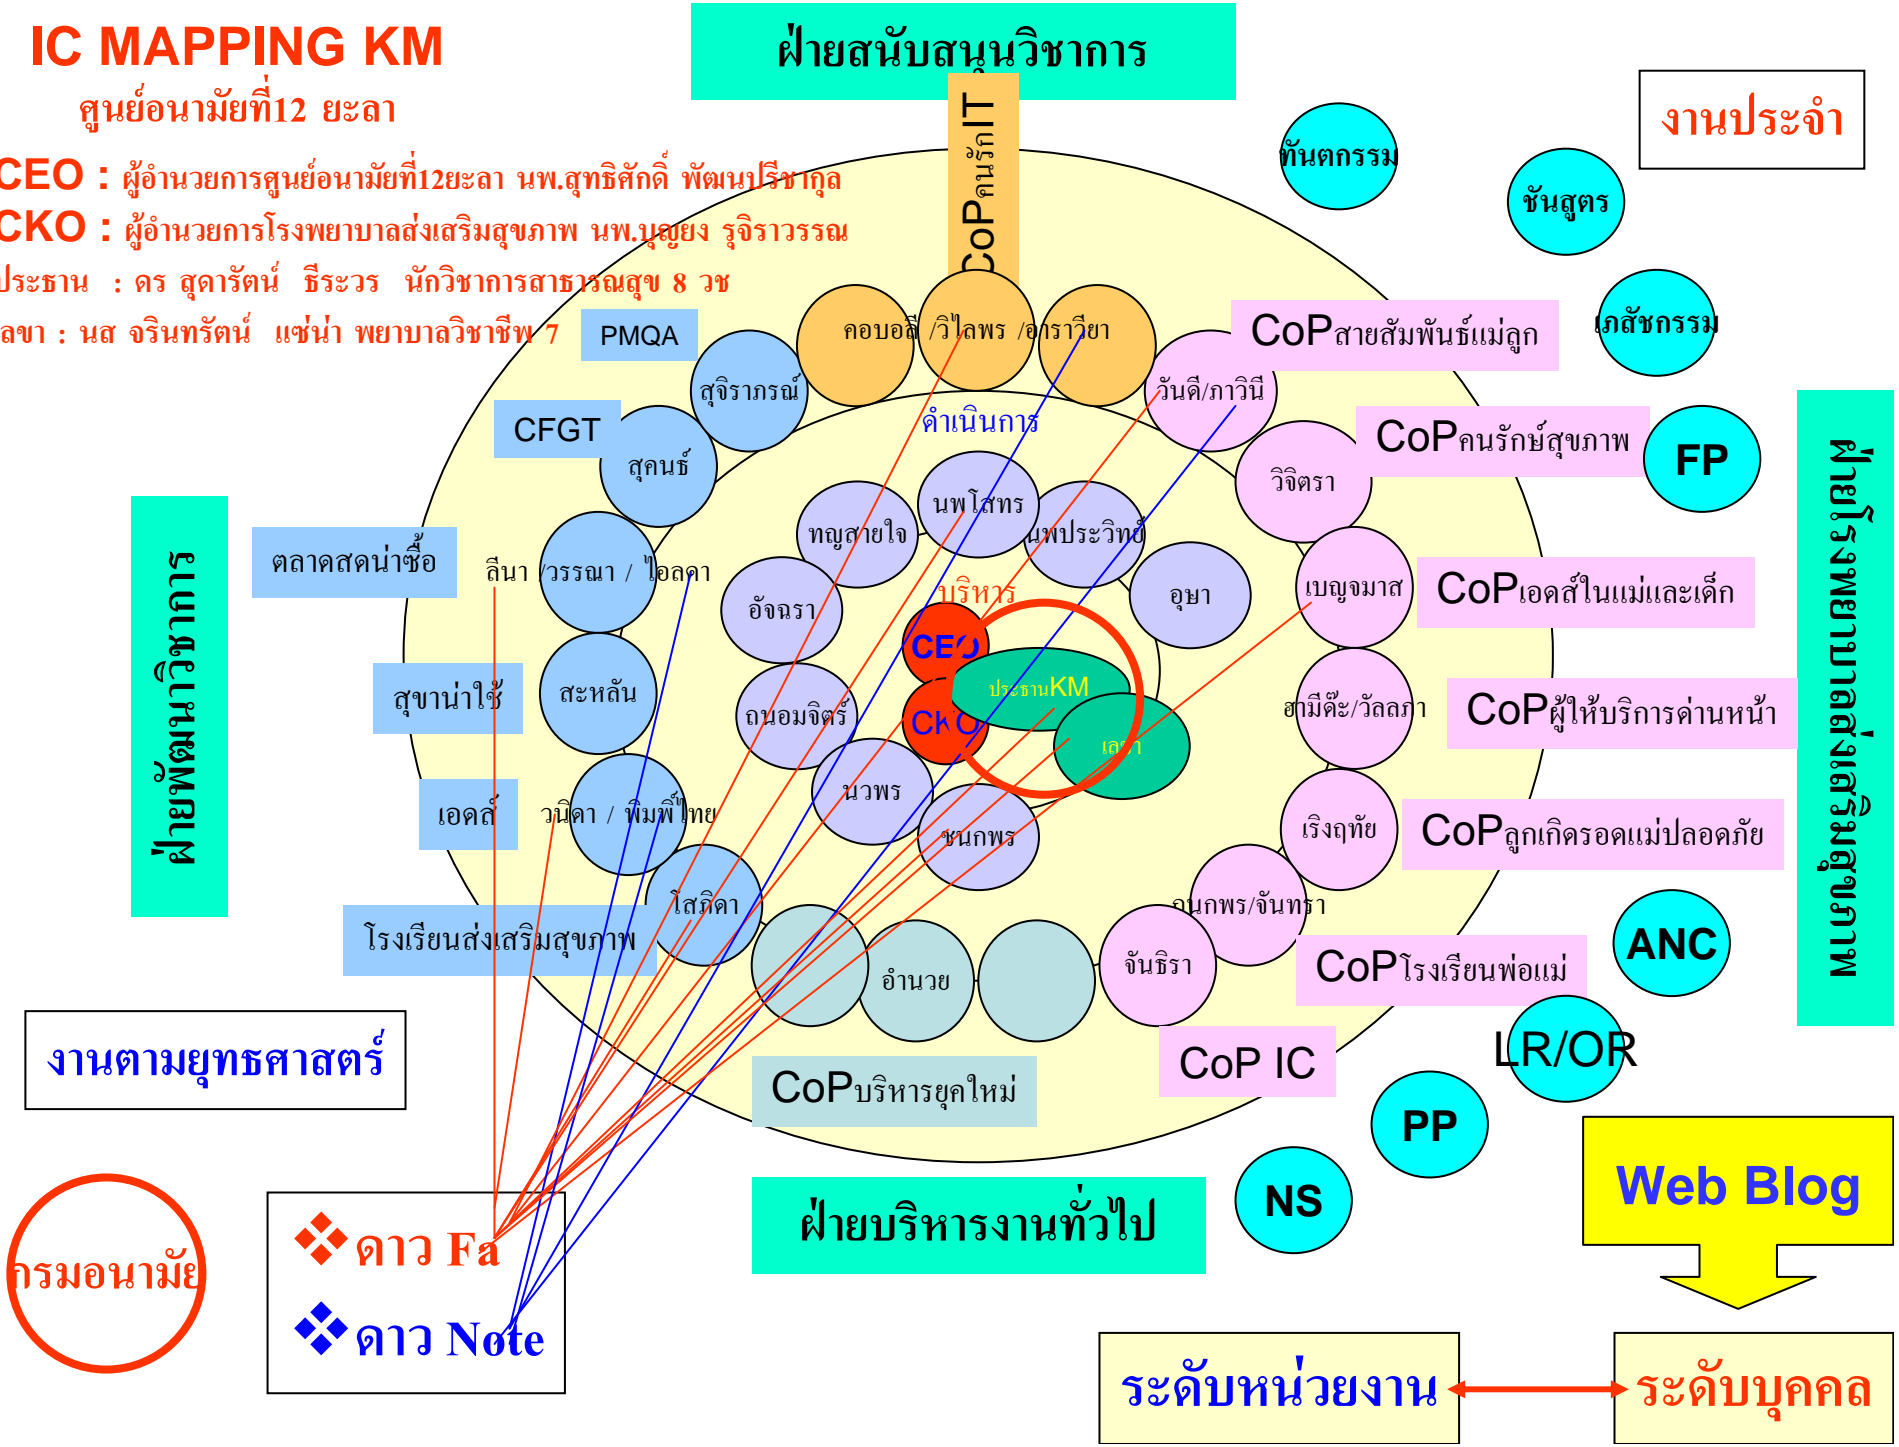 IC MAPPING KM
ศูนย์อนามัยที่12 ยะลา
CEO : ผู้อำนวยการศูนย์อนามัยที่12ยะลา นพ.สุทธิศักดิ์ พัฒนปรีชากุล
CKO : ผู้อำนวยการโรงพยาบาลส่งเสริมสุขภาพ นพ.บุญยง รุจิราวรรณ
ประธาน : ดร สุดารัตน์ ธีระวร นักวิชาการสาธารณสุข 8 วช
ลขา : นส จรินทรัตน์ แซ่น่า พยาบาลวิชาชีพ 7
ฝ่ายสนับสนุนวิชาการ
CoPคนรักIT
งานประจำ
ทันตกรรม
ชันสูตร
เภสัชกรรม
FP
ANC
LR/OR
PP
NS
PMQA
CFGT
ตลาดสดน่าซื้อ
สุขาน่าใช้
เอดส์
โรงเรียนส่งเสริมสุขภาพ
ฝ่ายพัฒนาวิชาการ
คอบอลี /วิไลพร /อาราวียา
สุจิราภรณ์
สุคนธ์
ลีนา /วรรณา / ไอลดา
สะหลัน
วนิดา / พิมพ์ไทย
โสภิดา
อำนวย
จันธิรา
กนกพร/จันทรา
เริงฤทัย
ฮามีด๊ะ/วัลลภา
เบญจมาส
วิจิตรา
วันดี/ภาวินี
ดำเนินการ
นพโสทร
นพประวิทย์
ทญสายใจ
อุษา
อัจฉรา
ถนอมจิตร์
นวพร
ชนกพร
บริหาร
CEO
CKO
ประธานKM
เลขา
CoPสายสัมพันธ์แม่ลูก
CoPคนรักษ์สุขภาพ
CoPเอดส์ในแม่และเด็ก
CoPผู้ให้บริการด่านหน้า
CoPลูกเกิดรอดแม่ปลอดภัย
CoPโรงเรียนพ่อแม่
CoP IC
CoPบริหารยุคใหม่
ฝ่ายโรงพยาบาลส่งเสริมสุขภาพ
ฝ่ายบริหารงานทั่วไป
งานตามยุทธศาสตร์
กรมอนามัย
❖ดาว Fa
❖ดาว Note
Web Blog
ระดับหน่วยงาน
ระดับบุคคล